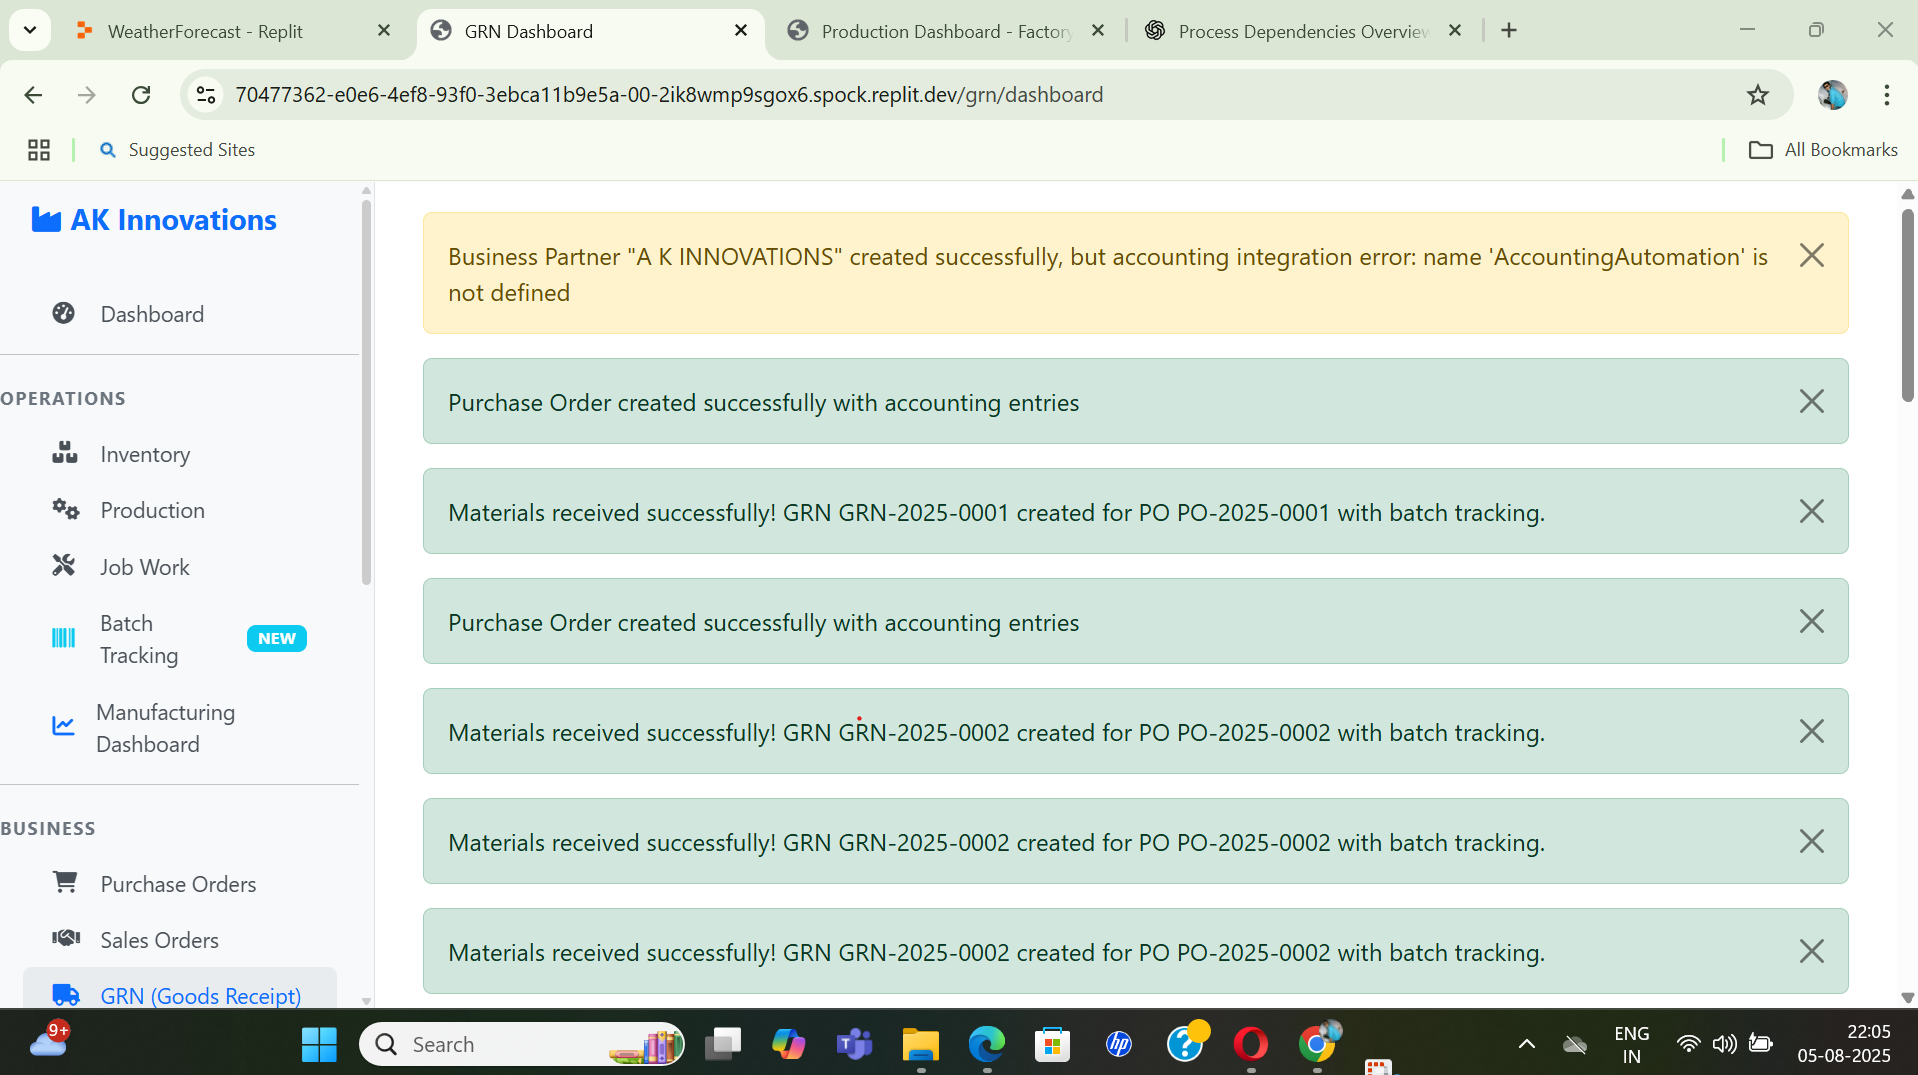 WeatherForecast - Replit
GRN Dashboard
Production Dashboard - Factory
Process Dependencies Overview
70477362-e0e6-4ef8-93f0-3ebca11b9e5a-00-2ik8wmp9sgox6.spock.replit.dev/grn/dashboard
Suggested Sites
All Bookmarks
AK Innovations
Dashboard
OPERATIONS
Inventory
Production
Job Work
Batch
Tracking
NEW
Manufacturing
Dashboard
BUSINESS
Purchase Orders
Sales Orders
GRN (Goods Receipt)
Business Partner "A K INNOVATIONS" created successfully, but accounting integration error: name 'AccountingAutomation' is
not defined
Purchase Order created successfully with accounting entries
Materials received successfully! GRN GRN-2025-0001 created for PO PO-2025-0001 with batch tracking.
Purchase Order created successfully with accounting entries
Materials received successfully! GRN GRN-2025-0002 created for PO PO-2025-0002 with batch tracking.
Materials received successfully! GRN GRN-2025-0002 created for PO PO-2025-0002 with batch tracking.
Materials received successfully! GRN GRN-2025-0002 created for PO PO-2025-0002 with batch tracking.
9+
Search
T
hp
?
ENG
IN
22:05
05-08-2025